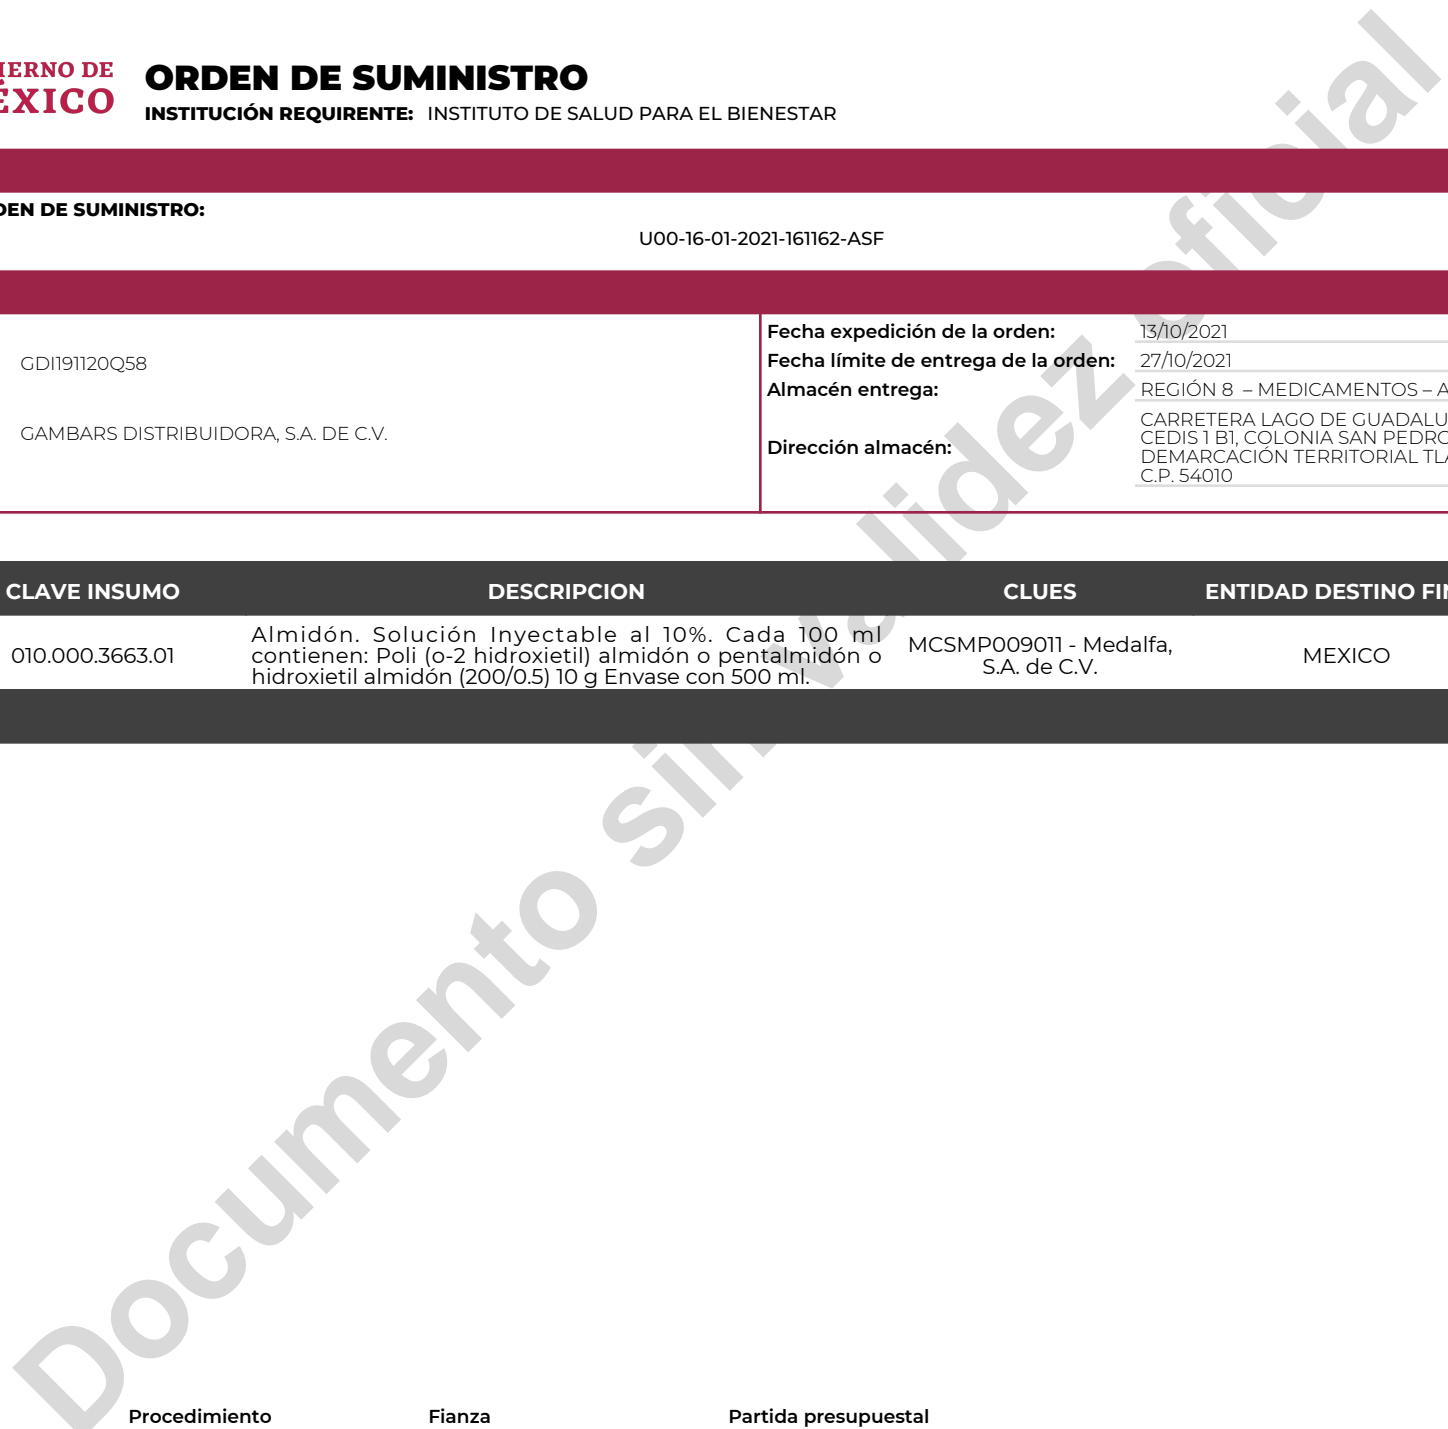 IERNO DE
ÉXICO
ORDEN DE SUMINISTRO
INSTITUCIÓN REQUIRENTE: INSTITUTO DE SALUD PARA EL BIENESTAR
DEN DE SUMINISTRO:
U00-16-01-2021-161162-ASF
GDI191120Q58
GAMBARS DISTRIBUIDORA, S.A. DE C.V.
Fecha expedición de la orden: 13/10/2021
Fecha límite de entrega de la orden: 27/10/2021
Almacén entrega: REGIÓN 8 – MEDICAMENTOS – A
Dirección almacén: CARRETERA LAGO DE GUADALU
CEDIS 1 B1, COLONIA SAN PEDRO
DEMARCACIÓN TERRITORIAL TLA
C.P. 54010
CLAVE INSUMO DESCRIPCION CLUES ENTIDAD DESTINO FIN
010.000.3663.01
Almidón. Solución Inyectable al 10%. Cada 100 ml
contienen: Poli (o-2 hidroxietil) almidón o pentalmidón o
hidroxietil almidón (200/0.5) 10 g Envase con 500 ml.
MCSMP009011 - Medalfa,
S.A. de C.V.
MEXICO
Documento sin validez oficial
Procedimiento Fianza Partida presupuestal